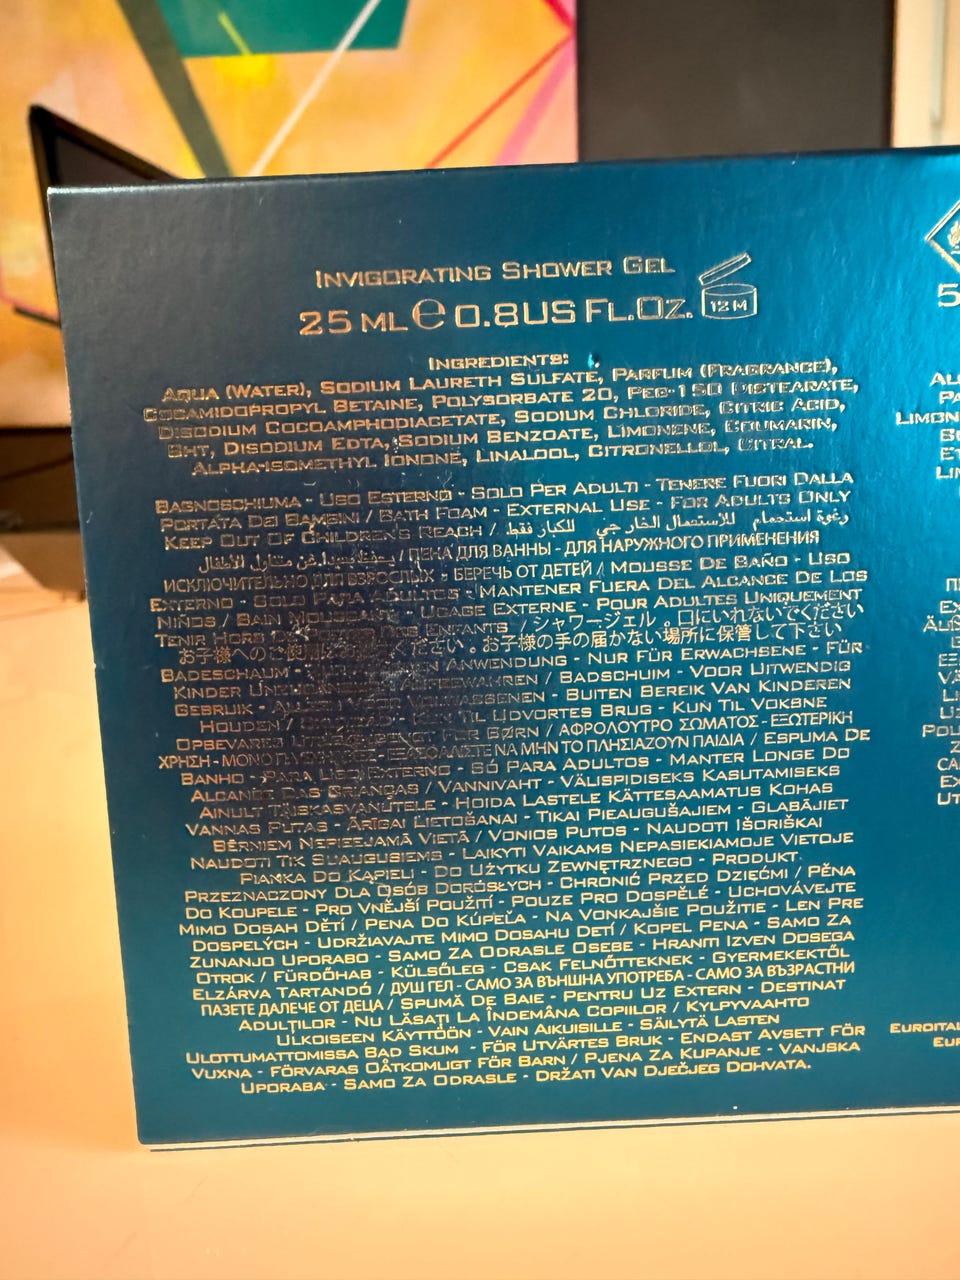 Invigorating Shower Gel
25 ml ℮ 0.8US Fl.Oz. 12 M
Ingredients:
Aqua (Water), Sodium Laureth Sulfate, Parfum (Fragrance),
Cocamidopropyl Betaine, Polysorbate 20, Peg-150 Distearate,
Disodium Cocoamphodiacetate, Sodium Chloride, Citric Acid,
Bht, Disodium Edta, Sodium Benzoate, Limonene, Coumarin,
Alpha-isomethyl Ionone, Linalool, Citronellol, Citral.
Bagnoschiuma - Uso Esterno - Solo Per Adulti - Tenere Fuori Dalla
Portata Dei Bambini / Bath Foam - External Use - For Adults Only
Keep Out Of Children's Reach / رغوة استحمام للاستعمال الخارجي للكبار فقط
/ ПЕНА ДЛЯ ВАННЫ - ДЛЯ НАРУЖНОГО ПРИМЕНЕНИЯ
ИСКЛЮЧИТЕЛЬНО ДЛЯ ВЗРОСЛЫХ - БЕРЕЧЬ ОТ ДЕТЕЙ / Mousse De Baño - Uso
Externo - Solo Para Adultos - Mantener Fuera Del Alcance De Los
Niños / Bain Mousse - Usage Externe - Pour Adultes Uniquement
Tenir Hors Des Enfants / シャワージェル 。口にいれないでください
お子様への ください 。お子様の手の届かない場所に保管して下さい
Badeschaum - Anwendung - Nur Für Erwachsene - Für
Kinder Aufbewahren / Badschuim - Voor Uitwendig
Gebruik - Volwassenen - Buiten Bereik Van Kinderen
Houden / Til Udvortes Brug - Kun Til Voksne
Opbevares For Børn / ΑΦΡΟΛΟΥΤΡΟ ΣΩΜΑΤΟΣ - ΕΞΩΤΕΡΙΚΗ
ΧΡΗΣΗ - ΜΟΝΟ ΝΑ ΜΗΝ ΤΟ ΠΛΗΣΙΑΖΟΥΝ ΠΑΙΔΙΑ / Espuma De
Banho - Para Uso Externo - Só Para Adultos - Manter Longe Do
Alcance Das Crianças / Vannivaht - Välispidiseks Kasutamiseks
Ainult Täiskasvanutele - Hoida Lastele Kättesaamatus Kohas
Vannas Putas - Ārīgai Lietošanai - Tikai Pieaugušajiem - Glabājiet
Bērniem Nepieejamā Vietā / Vonios Putos - Naudoti Išoriškai
Naudoti Tik Suaugusiems - Laikyti Vaikams Nepasiekiamoje Vietoje
Pianka Do Kąpieli - Do Użytku Zewnętrznego - Produkt
Przeznaczony Dla Osób Dorosłych - Chronić Przed Dziećmi / Pěna
Do Koupele - Pro Vnější Použití - Pouze Pro Dospělé - Uchovávejte
Mimo Dosah Dětí / Pena Do Kúpeľa - Na Vonkajšie Použitie - Len Pre
Dospelých - Udržiavajte Mimo Dosahu Detí / Kopel Pena - Samo Za
Zunanjo Uporabo - Samo Za Odrasle Osebe - Hraniti Izven Dosega
Otrok / Fürdőhab - Külsőleg - Csak Felnőtteknek - Gyermekektől
Elzárva Tartandó / ДУШ ГЕЛ - САМО ЗА ВЪНШНА УПОТРЕБА - САМО ЗА ВЪЗРАСТНИ
ПАЗЕТЕ ДАЛЕЧЕ ОТ ДЕЦА / Spumă De Baie - Pentru Uz Extern - Destinat
Adulţilor - Nu Lăsaţi La Îndemâna Copiilor / Kylpyvaahto
Ulkoiseen Käyttöön - Vain Aikuisille - Säilytä Lasten
Ulottumattomissa Bad Skum - För Utvärtes Bruk - Endast Avsett För
Vuxna - Förvaras Oåtkomligt För Barn / Pjena Za Kupanje - Vanjska
Uporaba - Samo Za Odrasle - Držati Van Dječjeg Dohvata.